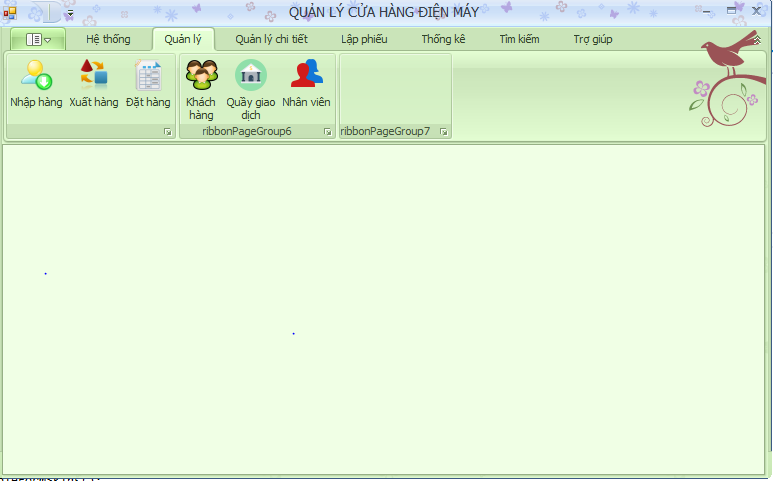 QUẢN LÝ CỬA HÀNG ĐIỆN MÁY
Hệ thống Quản lý Quản lý chi tiết Lập phiếu Thống kê Tìm kiếm Trợ giúp
Nhập hàng Xuất hàng Đặt hàng Khách hàng Quầy giao dịch Nhân viên
ribbonPageGroup6 ribbonPageGroup7